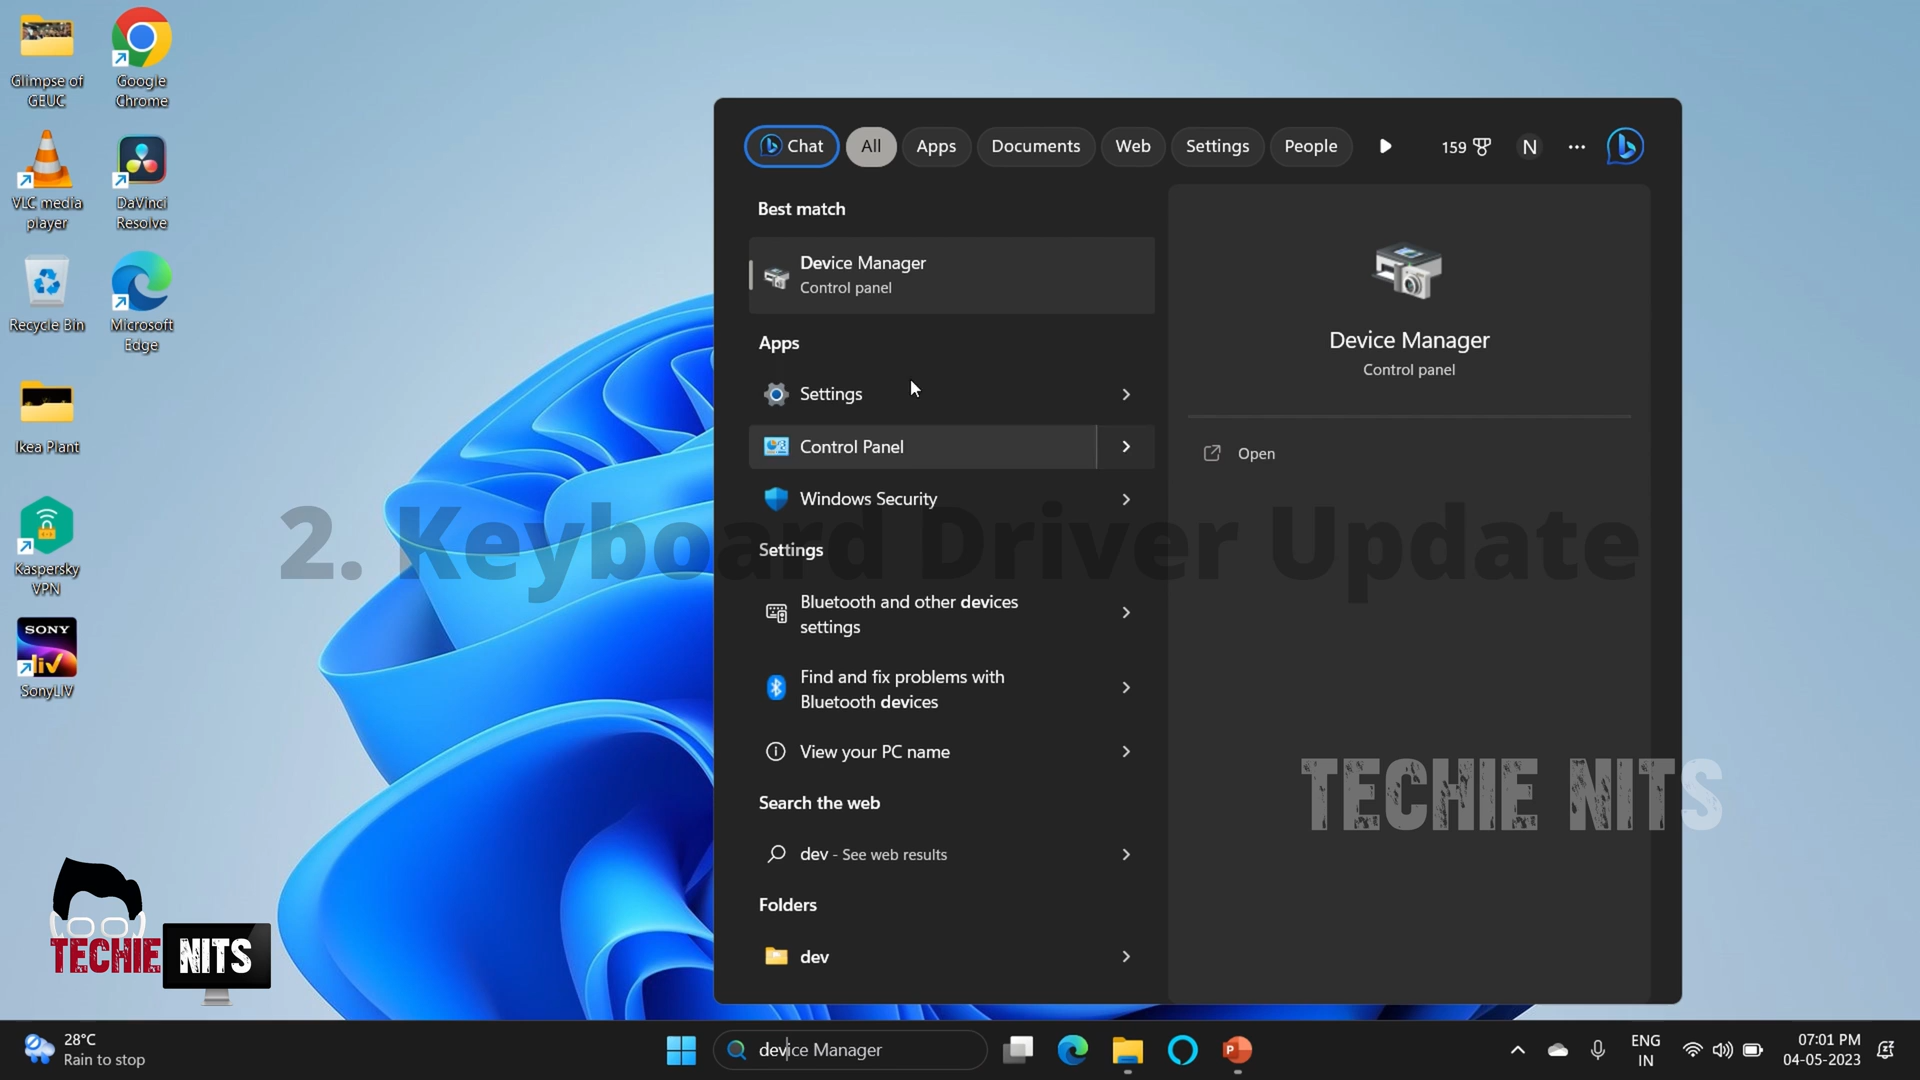 Glimpse of
GEUC
Google
Chrome
VLC media
player
DaVinci
Resolve
Recycle Bin
Microsoft
Edge
Ikea Plant
Kaspersky
VPN
SONY
liv
SonyLIV
TECHIE NITS
Chat
All
Apps
Documents
Web
Settings
People
159
N
Best match
Device Manager
Control panel
Apps
Settings
Control Panel
Windows Security
Settings
Bluetooth and other devices
settings
Find and fix problems with
Bluetooth devices
View your PC name
Search the web
dev - See web results
Folders
dev
Device Manager
Control panel
Open
2. Keyboard Driver Update
TECHIE NITS
28°C
Rain to stop
device Manager
P
ENG
IN
07:01 PM
04-05-2023